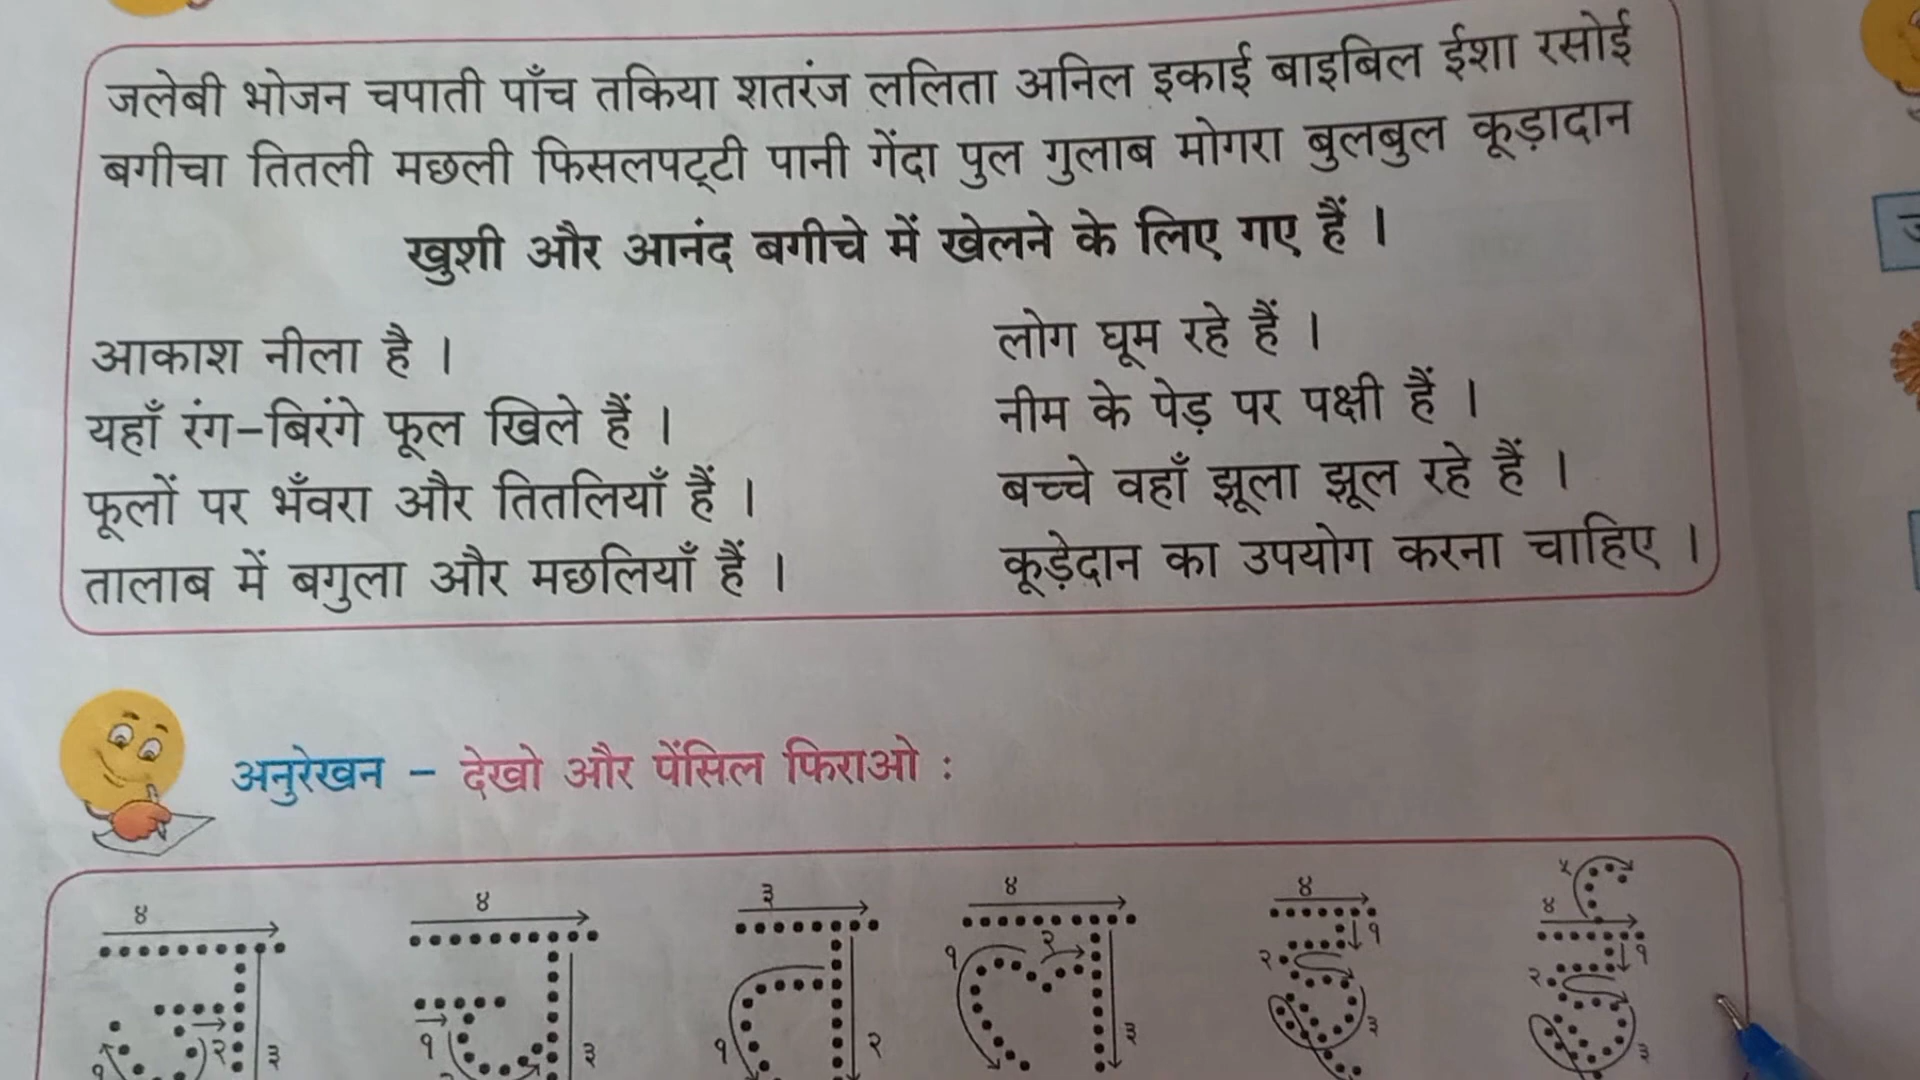 जलेबी भोजन चपाती पाँच तकिया शतरंज ललिता अनिल इकाई बाइबिल ईशा रसोई
बगीचा तितली मछली फिसलपट्टी पानी गेंदा पुल गुलाब मोगरा बुलबुल कूड़ादान
खुशी और आनंद बगीचे में खेलने के लिए गए हैं ।
आकाश नीला है ।
यहाँ रंग-बिरंगे फूल खिले हैं ।
फूलों पर भँवरा और तितलियाँ हैं ।
तालाब में बगुला और मछलियाँ हैं ।
लोग घूम रहे हैं ।
नीम के पेड़ पर पक्षी हैं ।
बच्चे वहाँ झूला झूल रहे हैं ।
कूड़ेदान का उपयोग करना चाहिए ।
अनुरेखन – देखो और पेंसिल फिराओ :
ज च त ल इ ई